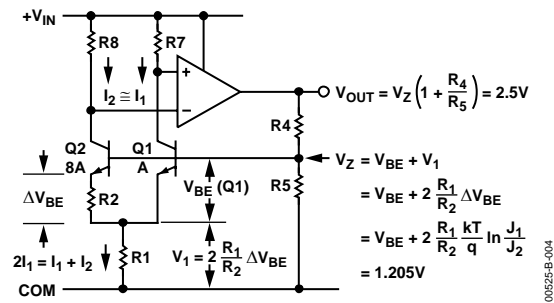 +VIN
R8
R7
I2 ≅ I1
+
−
VOUT = VZ (1 + R4/R5) = 2.5V
R4
Q2
8A
Q1
A
VZ = VBE + V1
ΔVBE
R2
VBE (Q1)
R5
= VBE + 2 R1/R2 ΔVBE
2I1 = I1 + I2
R1
V1 = 2 R1/R2 ΔVBE
= VBE + 2 R1/R2 kT/q ln J1/J2
= 1.205V
COM
00525-B-004